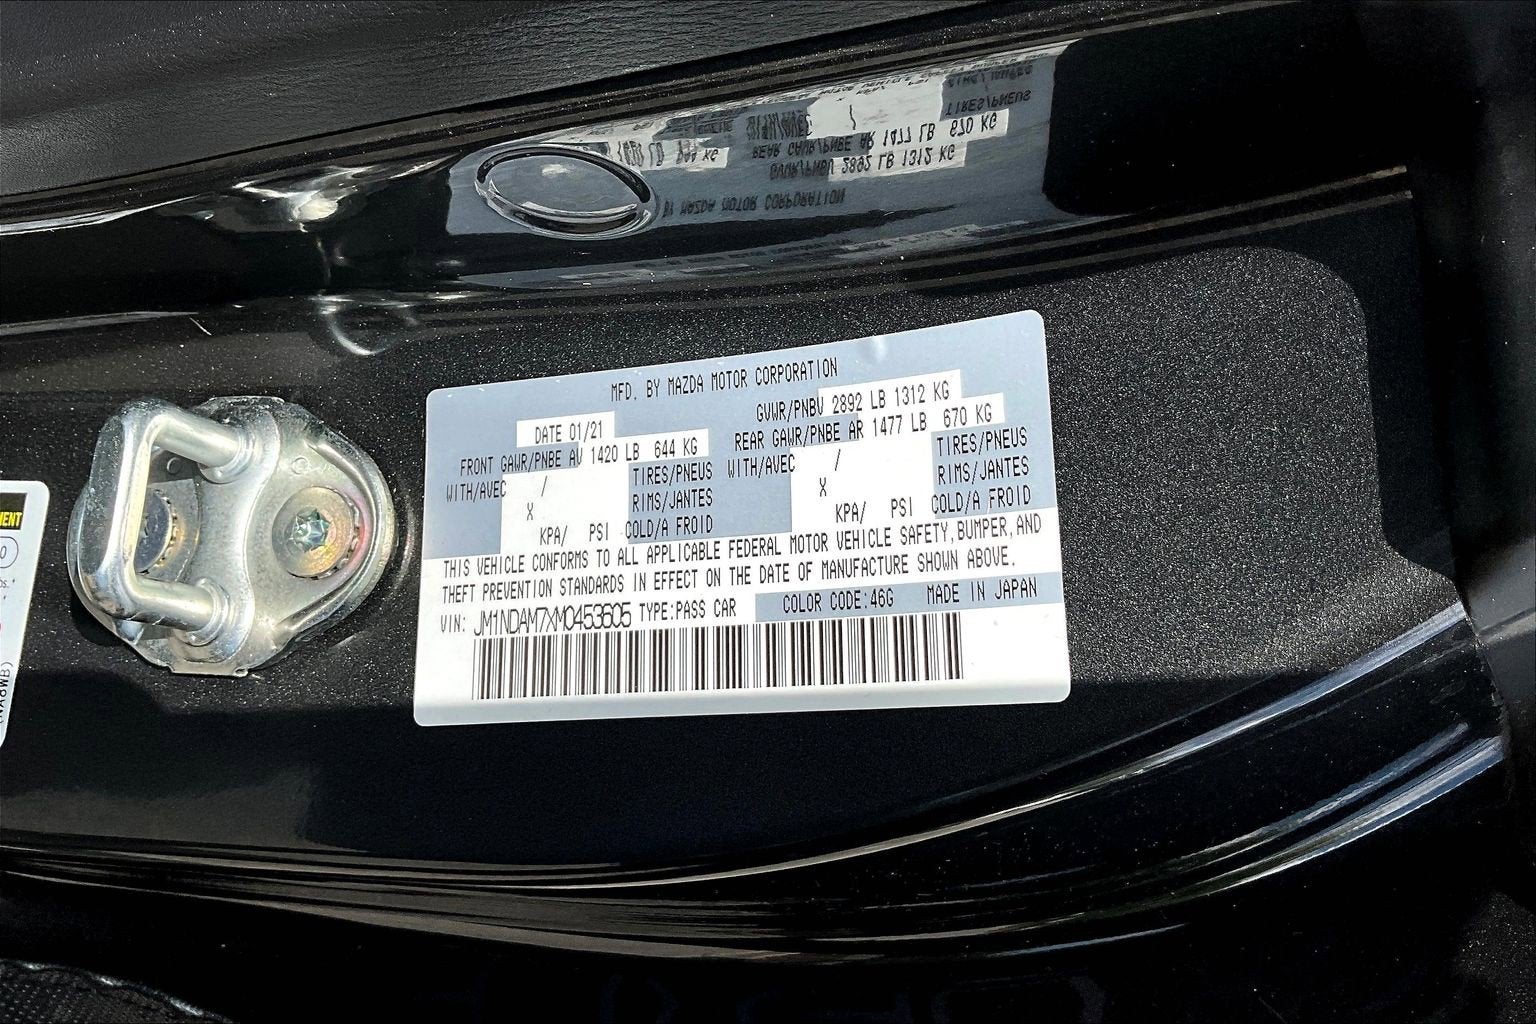 MFD. BY MAZDA MOTOR CORPORATION
DATE 01/21
GVWR/PNBV 2892 LB 1312 KG
FRONT GAWR/PNBE AV 1420 LB 644 KG
REAR GAWR/PNBE AR 1477 LB 670 KG
WITH/AVEC / TIRES/PNEUS
WITH/AVEC / TIRES/PNEUS
X RIMS/JANTES
X RIMS/JANTES
KPA/ PSI COLD/A FROID
KPA/ PSI COLD/A FROID
THIS VEHICLE CONFORMS TO ALL APPLICABLE FEDERAL MOTOR VEHICLE SAFETY, BUMPER, AND
THEFT PREVENTION STANDARDS IN EFFECT ON THE DATE OF MANUFACTURE SHOWN ABOVE.
VIN: JM1NDAM7XM0453605 TYPE:PASS CAR COLOR CODE:46G MADE IN JAPAN